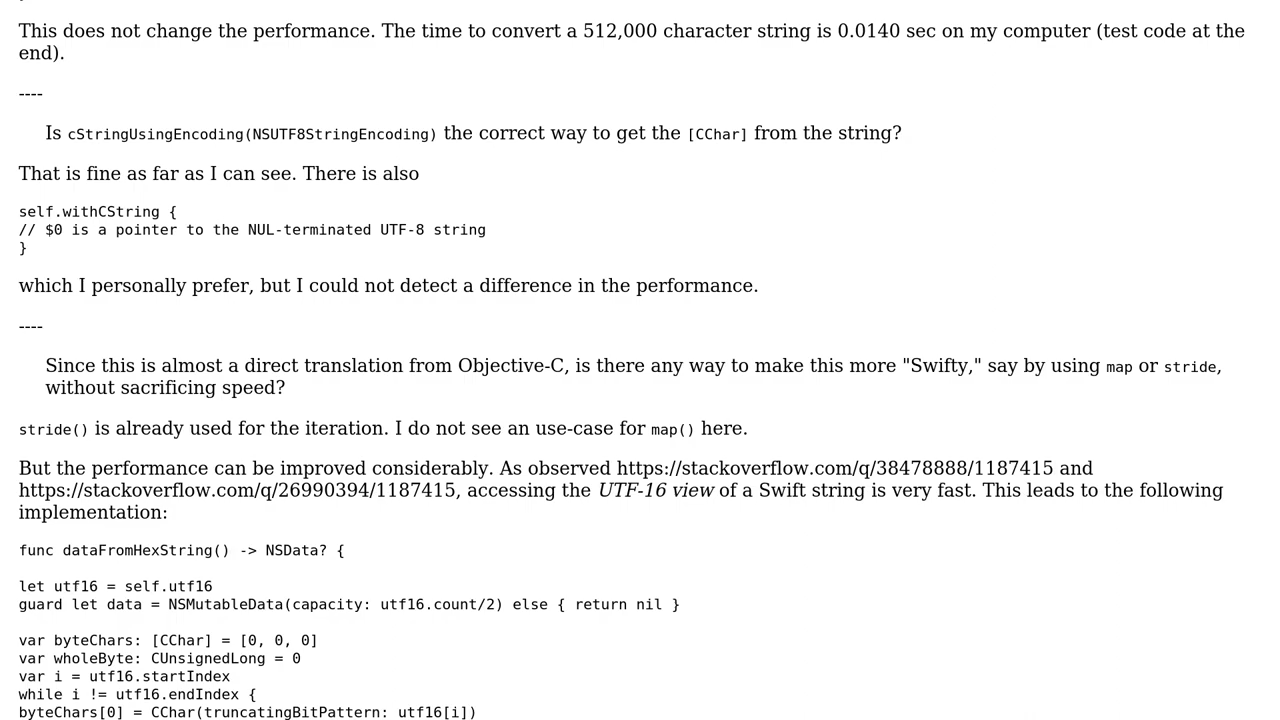 This does not change the performance. The time to convert a 512,000 character string is 0.0140 sec on my computer (test code at the
end).
----
Is cStringUsingEncoding(NSUTF8StringEncoding) the correct way to get the [CChar] from the string?
That is fine as far as I can see. There is also
self.withCString {
// $0 is a pointer to the NUL-terminated UTF-8 string
}
which I personally prefer, but I could not detect a difference in the performance.
----
Since this is almost a direct translation from Objective-C, is there any way to make this more "Swifty," say by using map or stride,
without sacrificing speed?
stride() is already used for the iteration. I do not see an use-case for map() here.
But the performance can be improved considerably. As observed https://stackoverflow.com/q/38478888/1187415 and
https://stackoverflow.com/q/26990394/1187415, accessing the UTF-16 view of a Swift string is very fast. This leads to the following
implementation:
func dataFromHexString() -> NSData? {
let utf16 = self.utf16
guard let data = NSMutableData(capacity: utf16.count/2) else { return nil }
var byteChars: [CChar] = [0, 0, 0]
var wholeByte: CUnsignedLong = 0
var i = utf16.startIndex
while i != utf16.endIndex {
byteChars[0] = CChar(truncatingBitPattern: utf16[i])